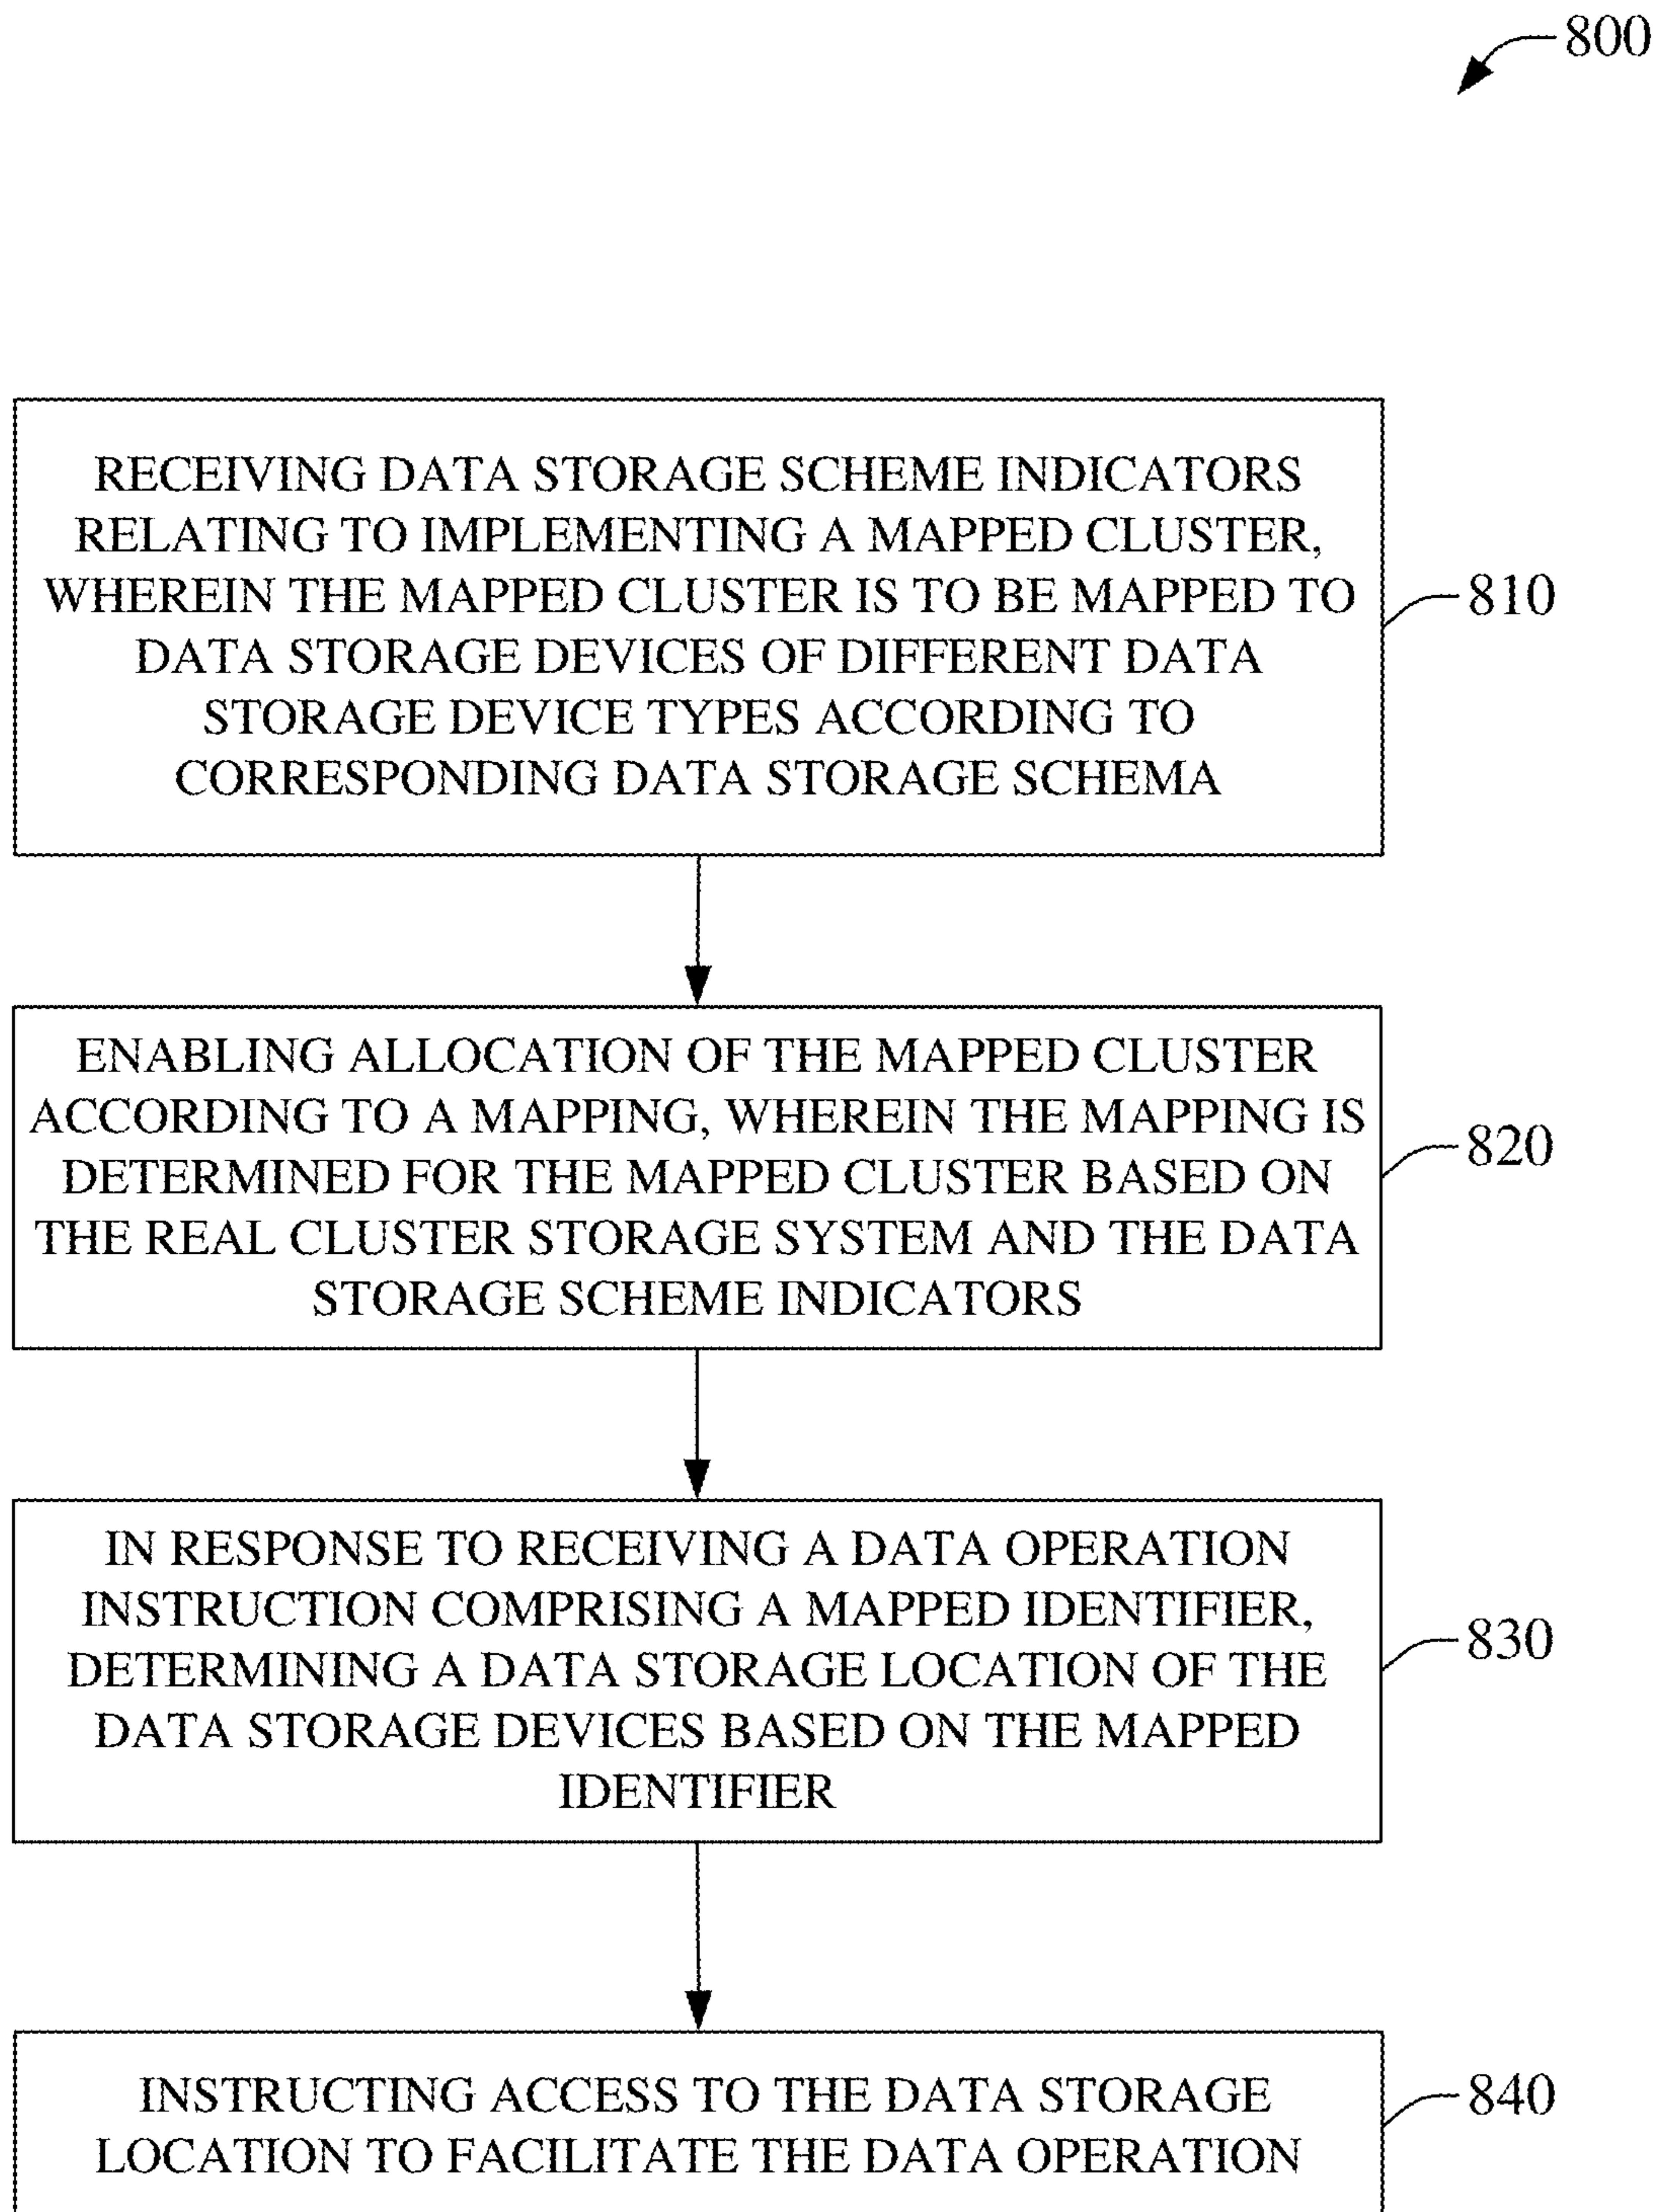 800
RECEIVING DATA STORAGE SCHEME INDICATORS
RELATING TO IMPLEMENTING A MAPPED CLUSTER,
WHEREIN THE MAPPED CLUSTER IS TO BE MAPPED TO
DATA STORAGE DEVICES OF DIFFERENT DATA
STORAGE DEVICE TYPES ACCORDING TO
CORRESPONDING DATA STORAGE SCHEMA
810
ENABLING ALLOCATION OF THE MAPPED CLUSTER
ACCORDING TO A MAPPING, WHEREIN THE MAPPING IS
DETERMINED FOR THE MAPPED CLUSTER BASED ON
THE REAL CLUSTER STORAGE SYSTEM AND THE DATA
STORAGE SCHEME INDICATORS
820
IN RESPONSE TO RECEIVING A DATA OPERATION
INSTRUCTION COMPRISING A MAPPED IDENTIFIER,
DETERMINING A DATA STORAGE LOCATION OF THE
DATA STORAGE DEVICES BASED ON THE MAPPED
IDENTIFIER
830
INSTRUCTING ACCESS TO THE DATA STORAGE
LOCATION TO FACILITATE THE DATA OPERATION
840